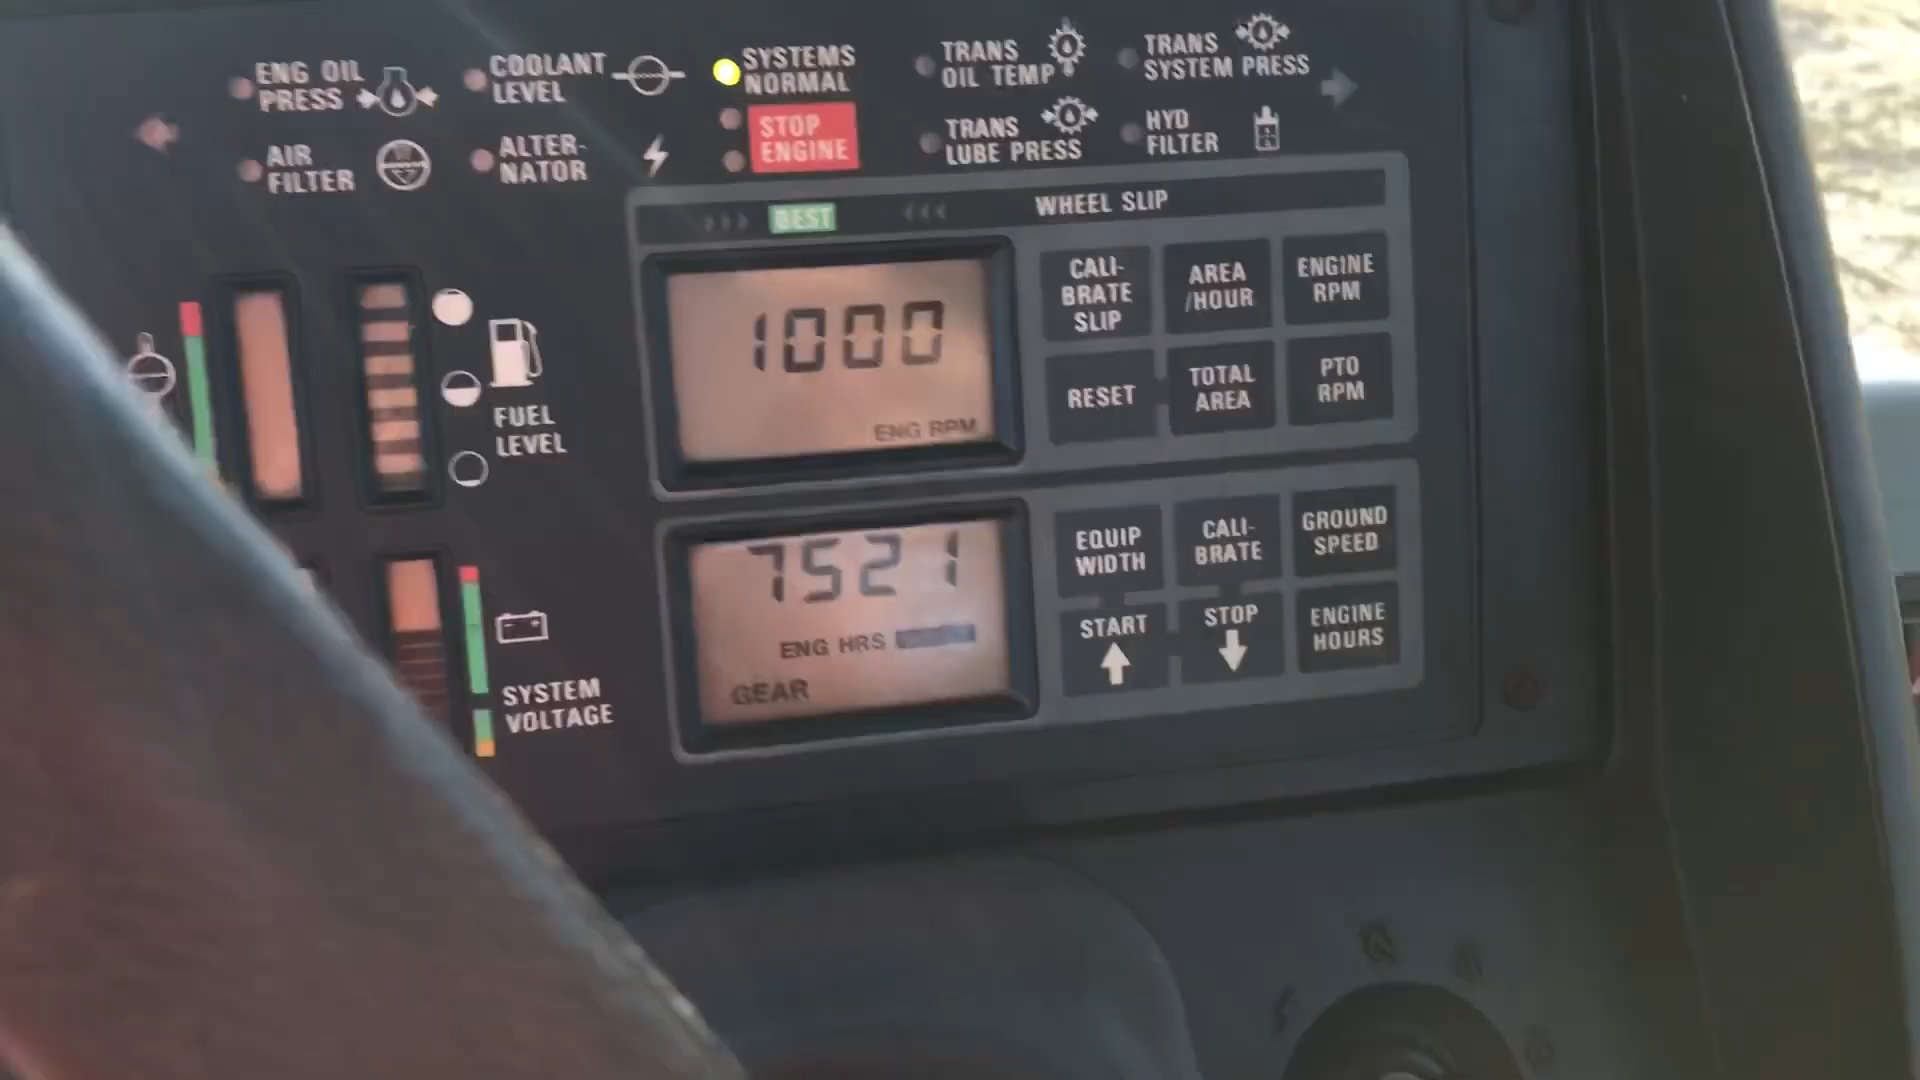 ENG OIL
PRESS
COOLANT
LEVEL
SYSTEMS
NORMAL
TRANS
OIL TEMP
TRANS
SYSTEM PRESS
AIR
FILTER
ALTER-
NATOR
STOP
ENGINE
TRANS
LUBE PRESS
HYD
FILTER
>>> BEST <<< WHEEL SLIP
1000
ENG RPM
CALI-
BRATE
SLIP
AREA
/HOUR
ENGINE
RPM
RESET
TOTAL
AREA
PTO
RPM
FUEL
LEVEL
7521
ENG HRS
GEAR
EQUIP
WIDTH
CALI-
BRATE
GROUND
SPEED
START
STOP
ENGINE
HOURS
SYSTEM
VOLTAGE